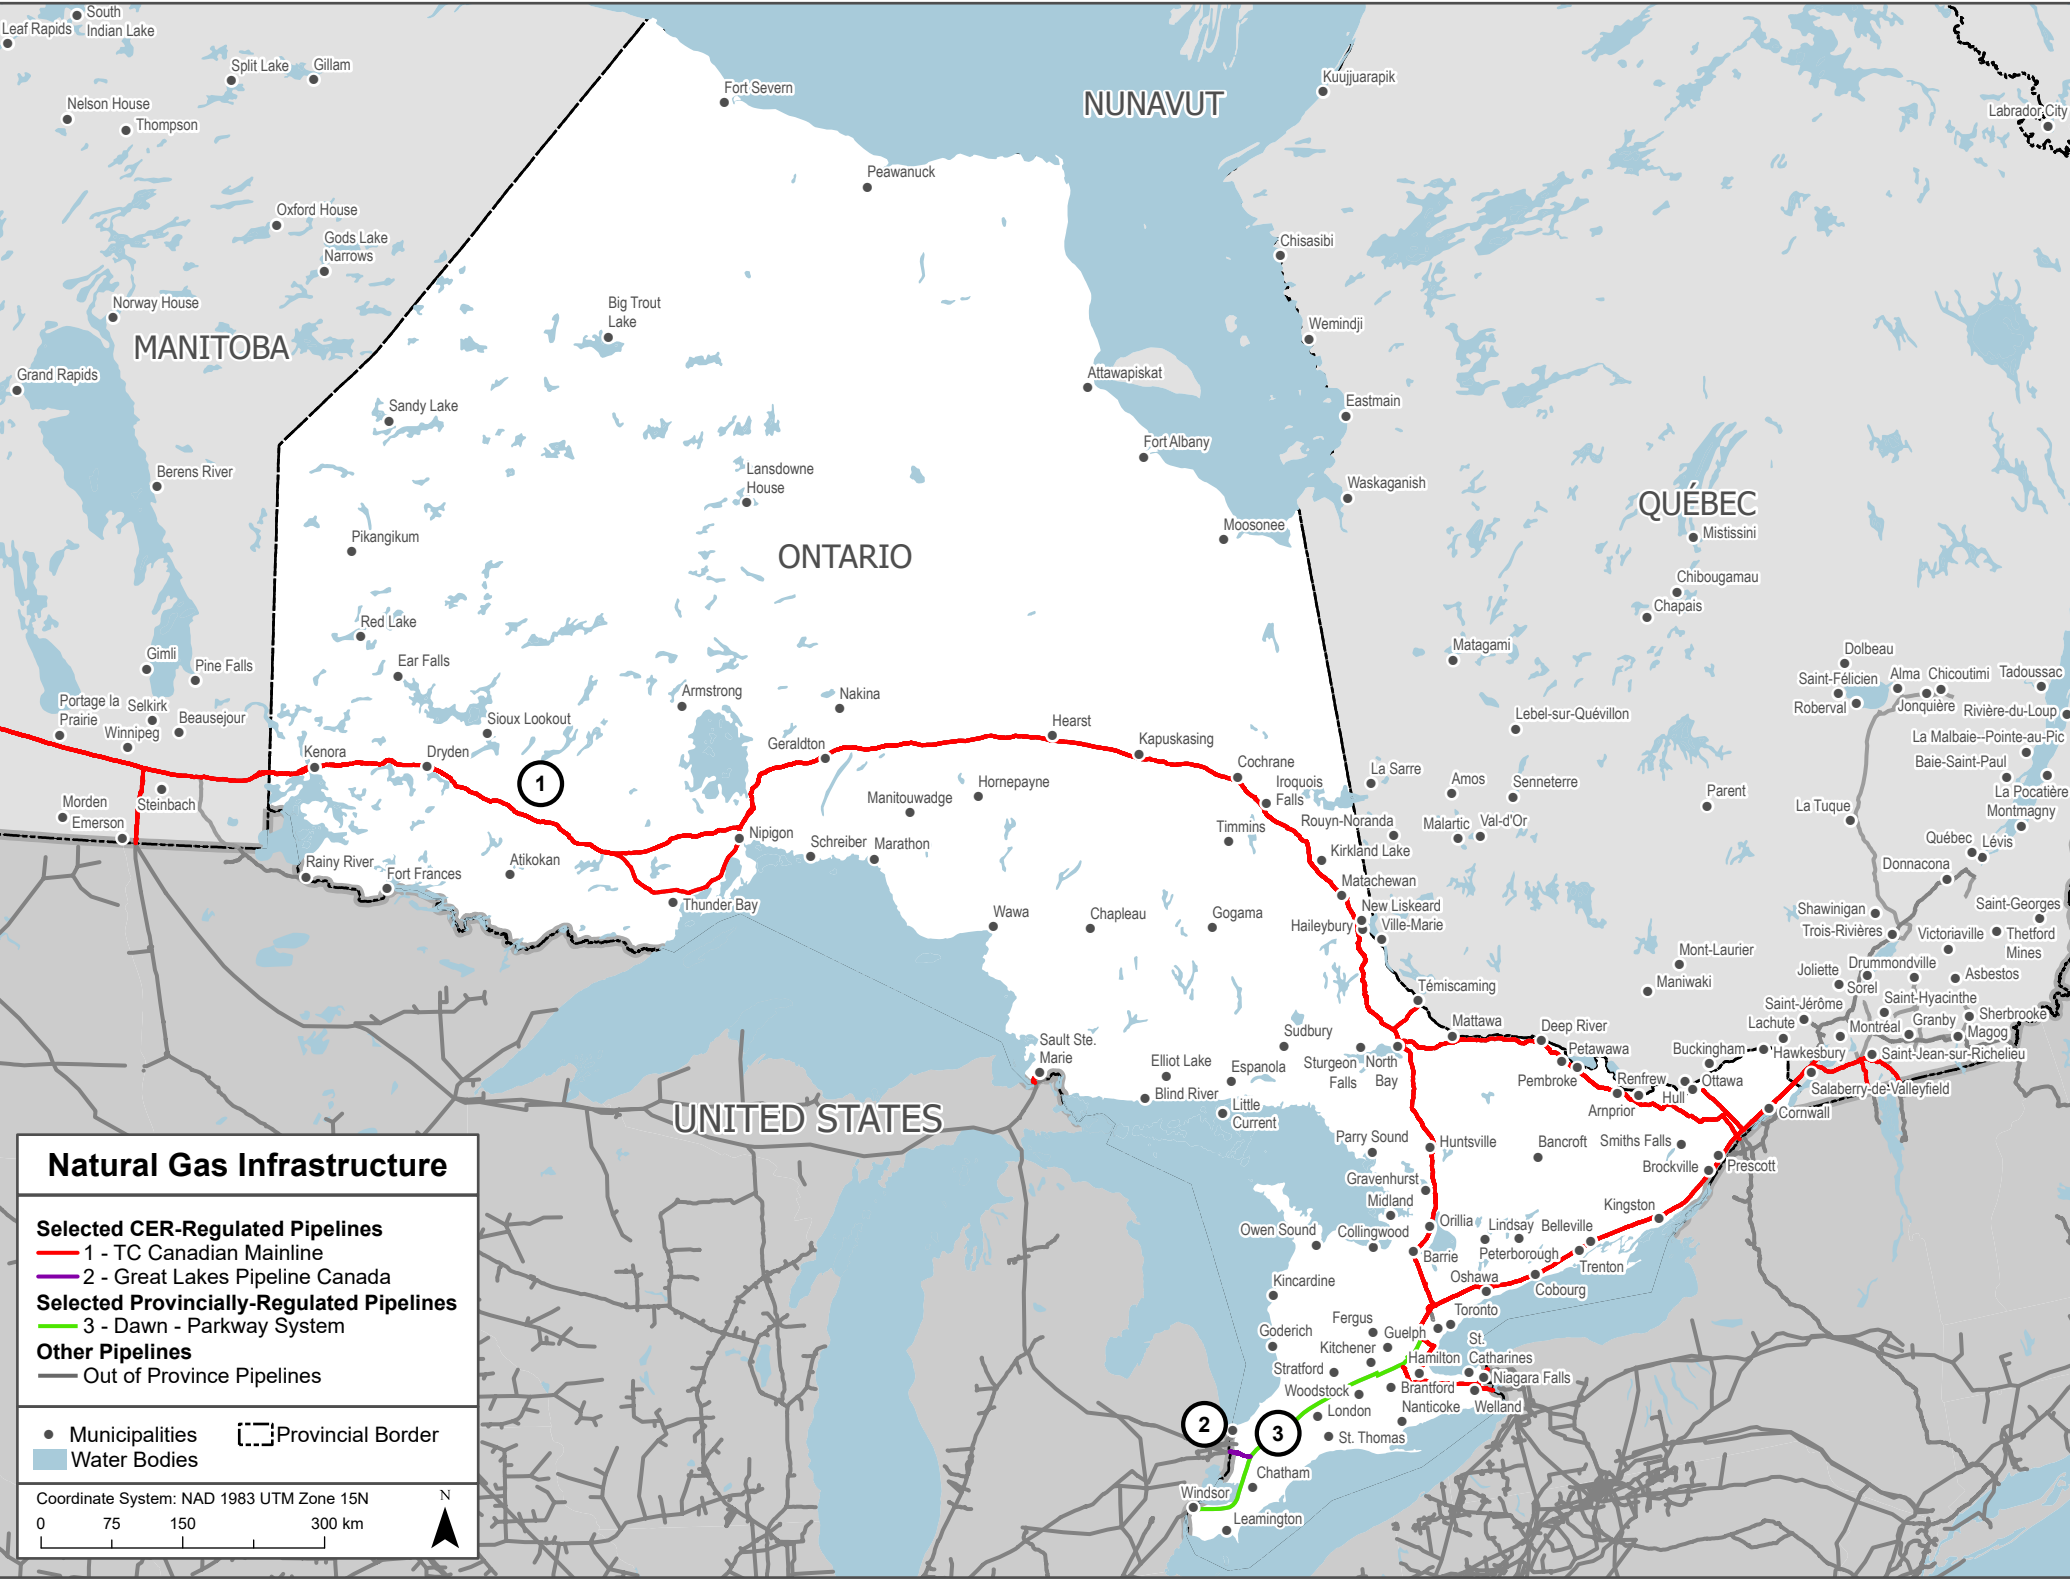 South
Indian Lake
Leaf Rapids
Split Lake
Gillam
Nelson House
Thompson
Fort Severn
NUNAVUT
Kuujjuarapik
Labrador City
Peawanuck
Oxford House
Gods Lake
Narrows
Chisasibi
Norway House
MANITOBA
Big Trout
Lake
Wemindji
Grand Rapids
Attawapiskat
Sandy Lake
Eastmain
Fort Albany
Berens River
Lansdowne
House
Waskaganish
QUÉBEC
Mistissini
Moosonee
Pikangikum
ONTARIO
Chibougamau
Chapais
Red Lake
Matagami
Dolbeau
Gimli
Pine Falls
Ear Falls
Saint-Félicien
Alma
Chicoutimi
Tadoussac
Portage la
Prairie
Selkirk
Armstrong
Nakina
Roberval
Jonquière
Rivière-du-Loup
Winnipeg
Beausejour
Sioux Lookout
Hearst
Lebel-sur-Quévillon
La Malbaie--Pointe-au-Pic
Kenora
Dryden
Geraldton
Kapuskasing
Baie-Saint-Paul
Cochrane
La Sarre
1
Hornepayne
Iroquois
Falls
Amos
Senneterre
Parent
La Pocatière
Morden
Steinbach
Manitouwadge
La Tuque
Montmagny
Emerson
Timmins
Rouyn-Noranda
Malartic
Val-d'Or
Nipigon
Schreiber
Marathon
Kirkland Lake
Québec
Lévis
Rainy River
Fort Frances
Atikokan
Donnacona
Matachewan
Thunder Bay
Wawa
Chapleau
Gogama
New Liskeard
Haileybury
Ville-Marie
Shawinigan
Saint-Georges
Trois-Rivières
Victoriaville
Thetford
Mines
Mont-Laurier
Maniwaki
Joliette
Drummondville
Asbestos
Témiscaming
Sorel
Saint-Jérôme
Saint-Hyacinthe
Sherbrooke
Sault Ste.
Marie
Sudbury
Mattawa
Deep River
Lachute
Montréal
Granby
Magog
Elliot Lake
Espanola
Sturgeon
Falls
North
Bay
Petawawa
Buckingham
Hawkesbury
Saint-Jean-sur-Richelieu
Pembroke
Renfrew
Ottawa
Blind River
Little
Current
Arnprior
Hull
Salaberry-de-Valleyfield
Cornwall
UNITED STATES
Parry Sound
Huntsville
Bancroft
Smiths Falls
Brockville
Prescott
Gravenhurst
Midland
Kingston
Owen Sound
Collingwood
Orillia
Lindsay
Belleville
Barrie
Peterborough
Trenton
Kincardine
Oshawa
Cobourg
Fergus
Toronto
Goderich
Guelph
St.
Catharines
Kitchener
Hamilton
Stratford
Niagara Falls
Woodstock
Brantford
London
Nanticoke
Welland
2
3
St. Thomas
Chatham
Windsor
Leamington
Natural Gas Infrastructure
Selected CER-Regulated Pipelines
1 - TC Canadian Mainline
2 - Great Lakes Pipeline Canada
Selected Provincially-Regulated Pipelines
3 - Dawn - Parkway System
Other Pipelines
Out of Province Pipelines
Municipalities
Provincial Border
Water Bodies
Coordinate System: NAD 1983 UTM Zone 15N
0 75 150 300 km
N